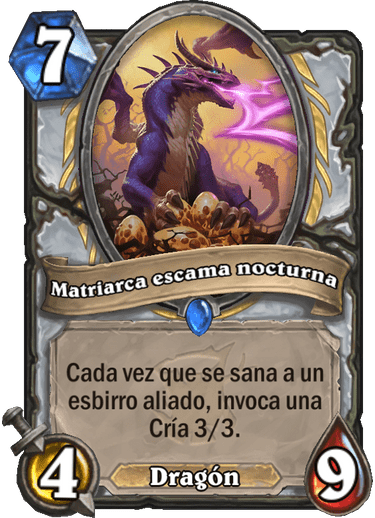 7
Matriarca escama nocturna
Cada vez que se sana a un
esbirro aliado, invoca una
Cría 3/3.
4
Dragón
9